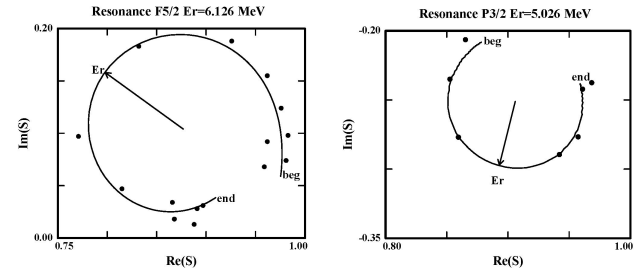 Resonance F5/2 Er=6.126 MeV
0.20
Er
Im(S)
beg
end
0.00
0.75
1.00
Re(S)
Resonance P3/2 Er=5.026 MeV
-0.20
beg
end
Im(S)
Er
-0.35
0.80
1.00
Re(S)